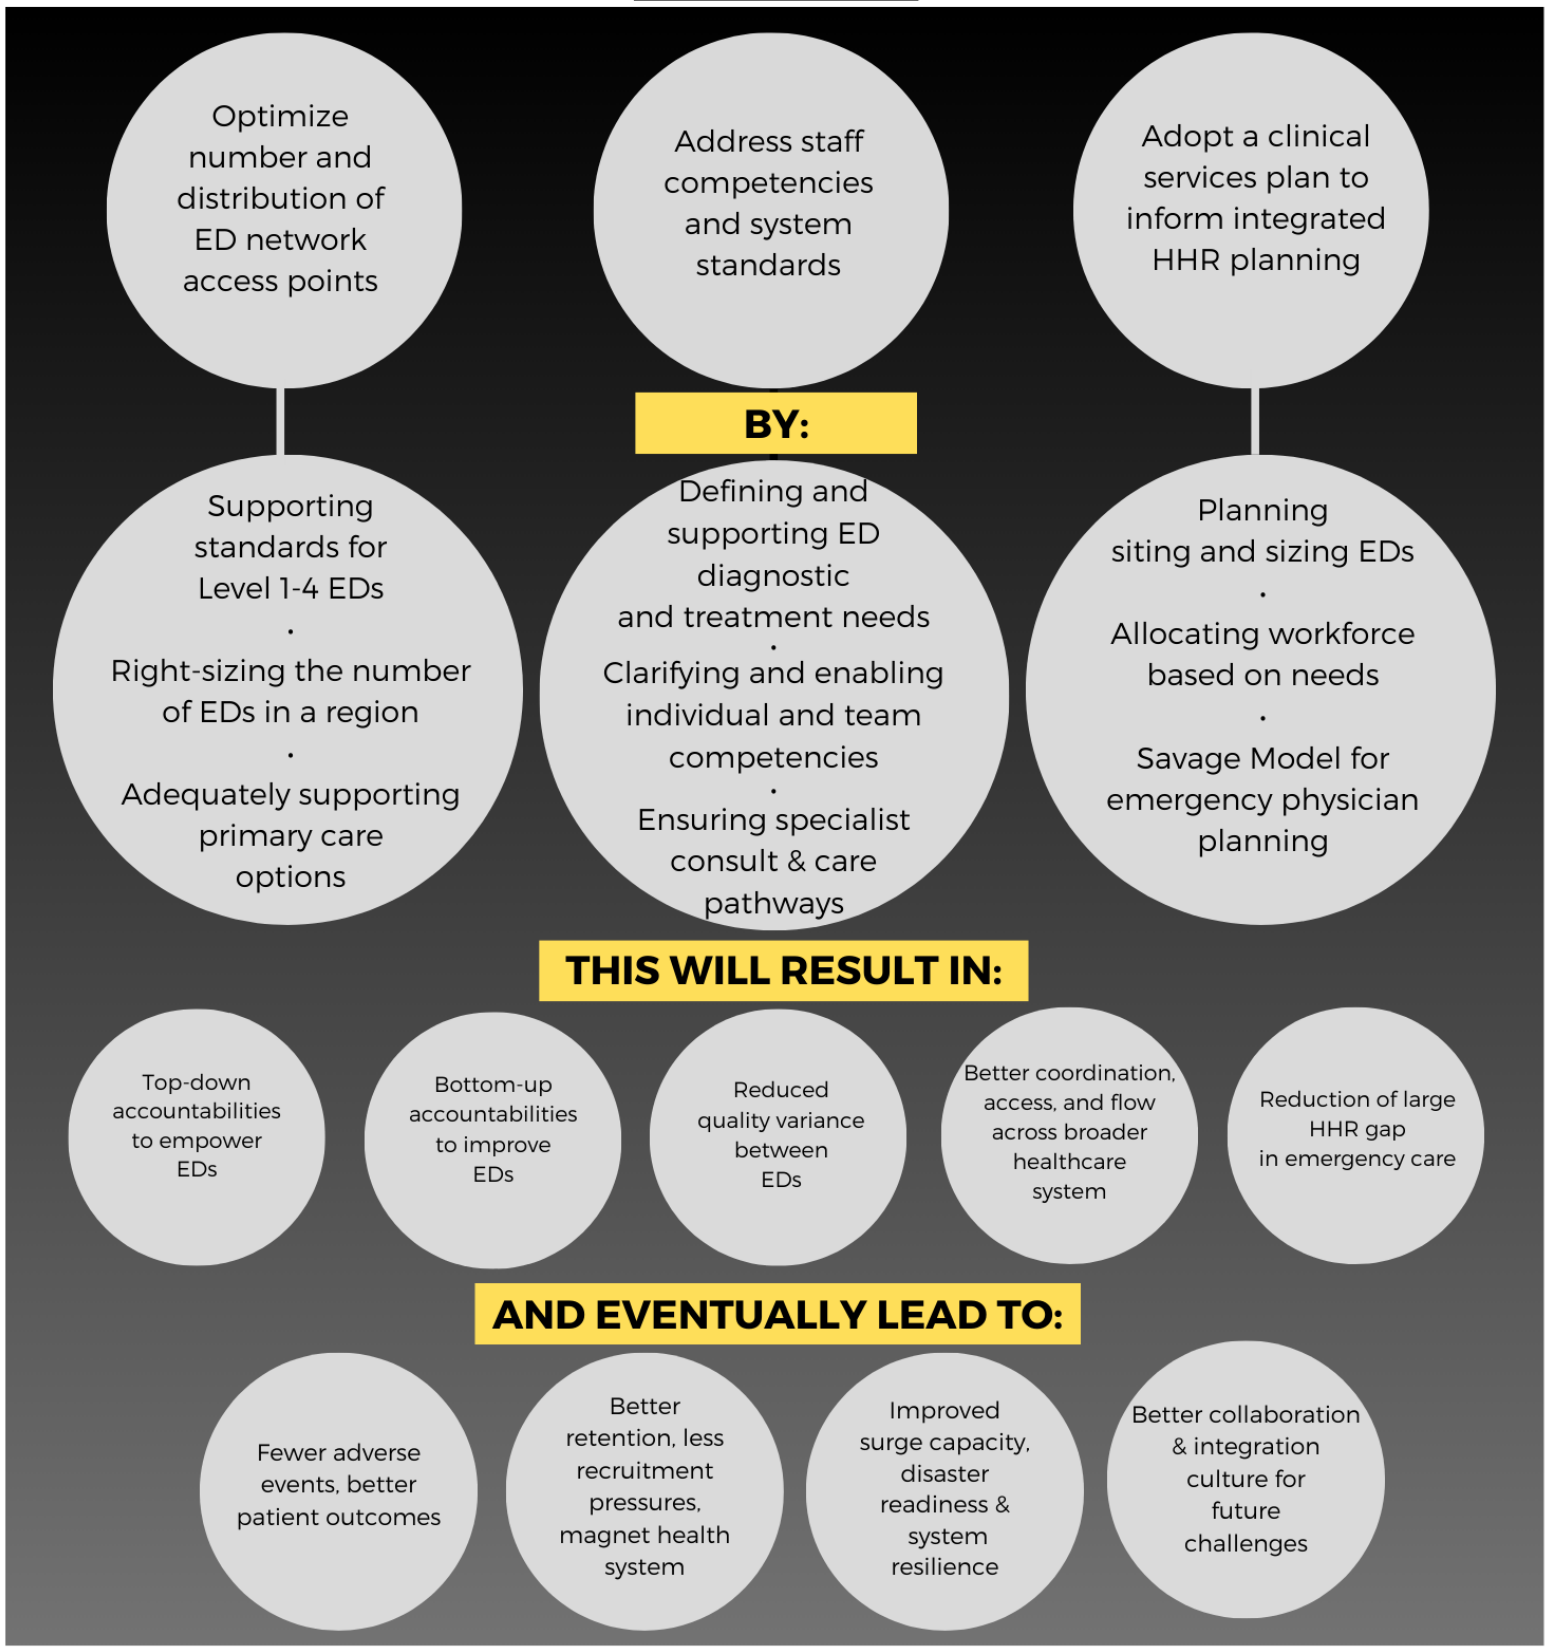 Optimize
number and
distribution of
ED network
access points
Address staff
competencies
and system
standards
Adopt a clinical
services plan to
inform integrated
HHR planning
BY:
Supporting
standards for
Level 1-4 EDs
·
Right-sizing the number
of EDs in a region
·
Adequately supporting
primary care
options
Defining and
supporting ED
diagnostic
and treatment needs
·
Clarifying and enabling
individual and team
competencies
·
Ensuring specialist
consult & care
pathways
Planning
siting and sizing EDs
·
Allocating workforce
based on needs
·
Savage Model for
emergency physician
planning
THIS WILL RESULT IN:
Top-down
accountabilities
to empower
EDs
Bottom-up
accountabilities
to improve
EDs
Reduced
quality variance
between
EDs
Better coordination,
access, and flow
across broader
healthcare
system
Reduction of large
HHR gap
in emergency care
AND EVENTUALLY LEAD TO:
Fewer adverse
events, better
patient outcomes
Better
retention, less
recruitment
pressures,
magnet health
system
Improved
surge capacity,
disaster
readiness &
system
resilience
Better collaboration
& integration
culture for
future
challenges